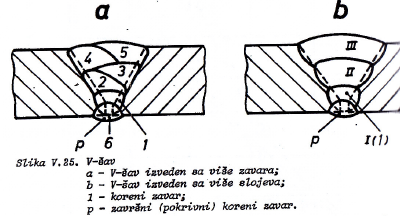 a
b
4
5
3
2
III
II
p
6
1
p
I(1)
Slika V.25. V-šav
a - V-šav izveden sa više zavara;
b - V-šav izveden sa više slojeva;
1 - koreni zavar;
p - završni (pokrivni) koreni zavar.